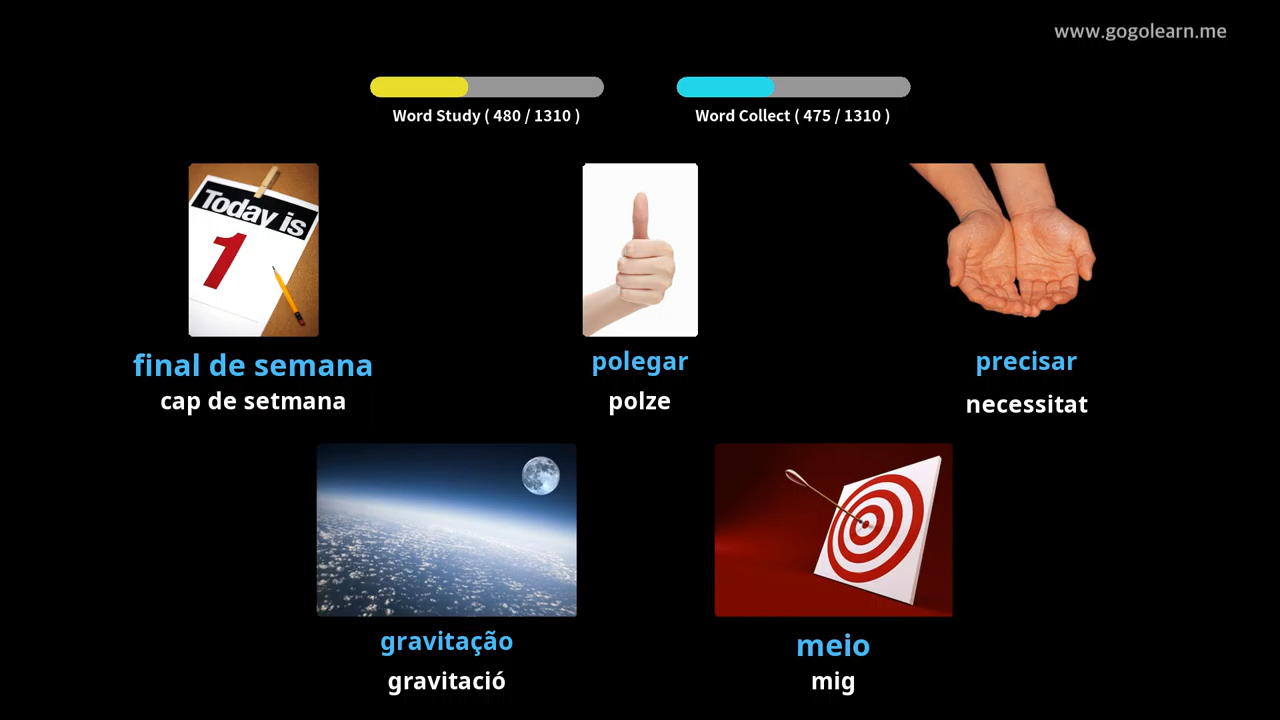 www.gogolearn.me
Word Study ( 480 / 1310 )
Word Collect ( 475 / 1310 )
Today is
1
final de semana
cap de setmana
polegar
polze
precisar
necessitat
gravitação
gravitació
meio
mig